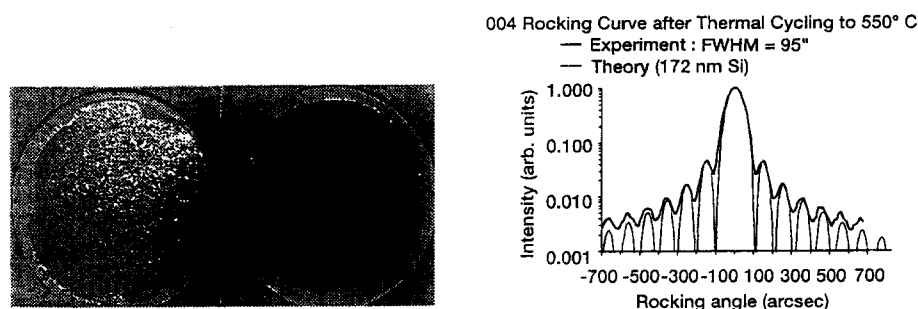 004 Rocking Curve after Thermal Cycling to 550° C
— Experiment : FWHM = 95"
— Theory (172 nm Si)
Intensity (arb. units)
1.000
0.100
0.010
0.001
-700 -500 -300 -100 100 300 500 700
Rocking angle (arcsec)